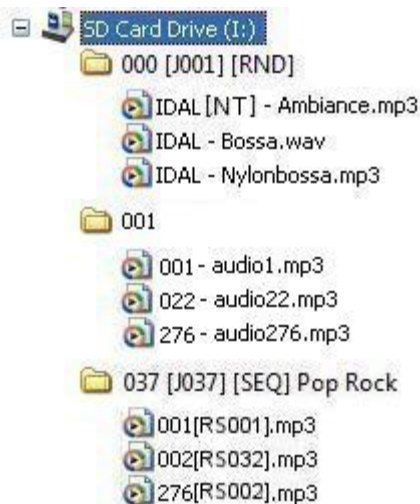 SD Card Drive (I:)
000 [J001] [RND]
IDAL[NT] - Ambiance.mp3
IDAL - Bossa.wav
IDAL - Nylonbossa.mp3
001
001 - audio1.mp3
022 - audio22.mp3
276 - audio276.mp3
037 [J037] [SEQ] Pop Rock
001[RS001].mp3
002[RS032].mp3
276[RS002].mp3